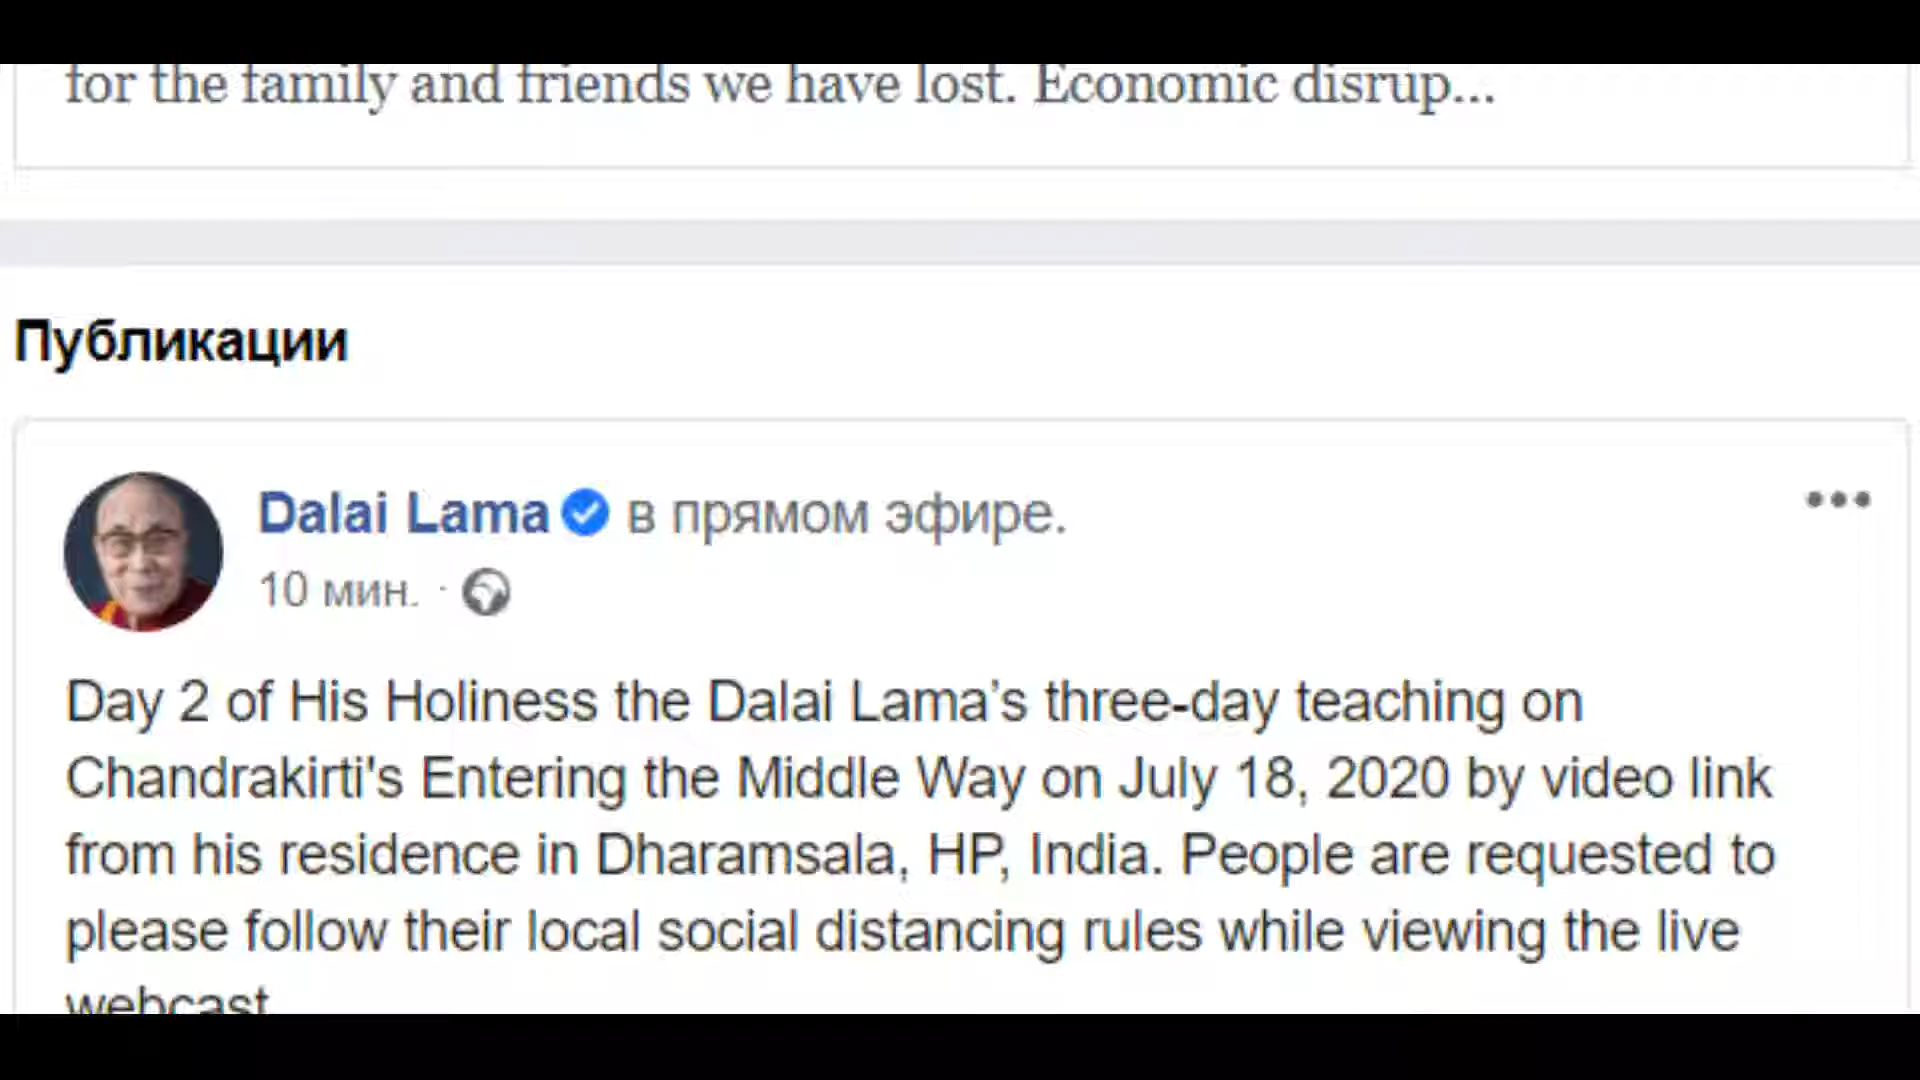 for the family and friends we have lost. Economic disrup...
Публикации
Dalai Lama в прямом эфире.
10 мин. ·
Day 2 of His Holiness the Dalai Lama’s three-day teaching on
Chandrakirti's Entering the Middle Way on July 18, 2020 by video link
from his residence in Dharamsala, HP, India. People are requested to
please follow their local social distancing rules while viewing the live
webcast